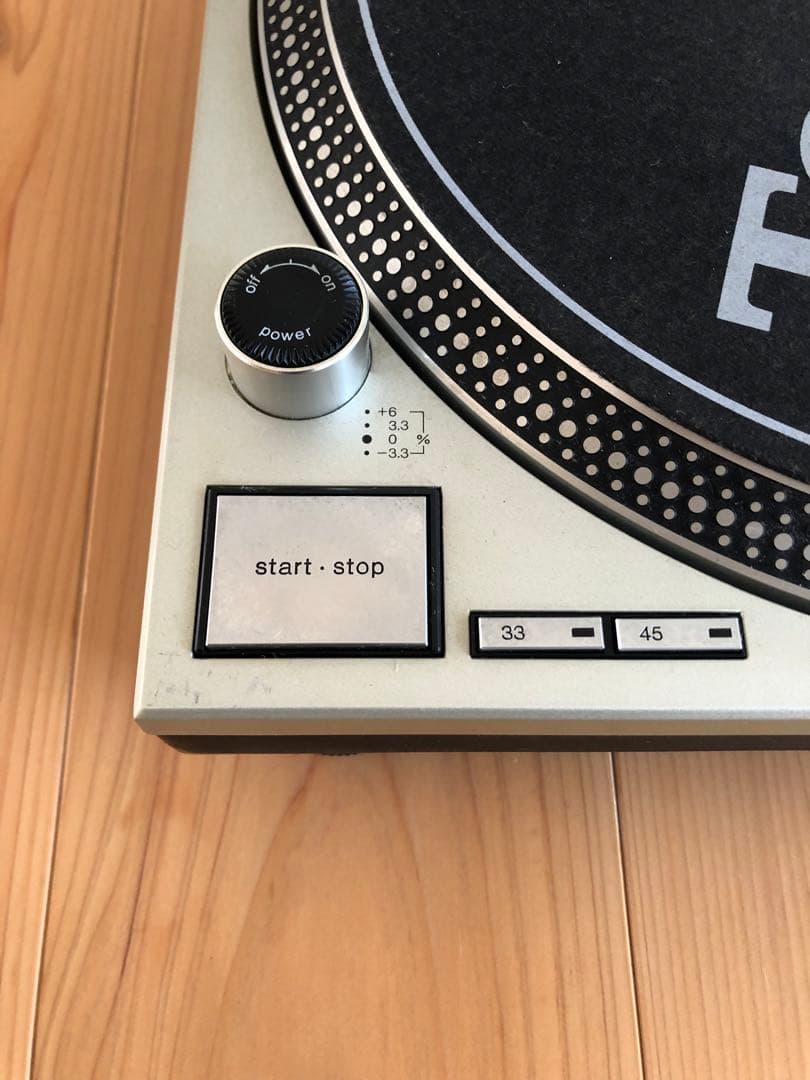 off on
power
+6
3.3
0 %
−3.3
start · stop
33
45